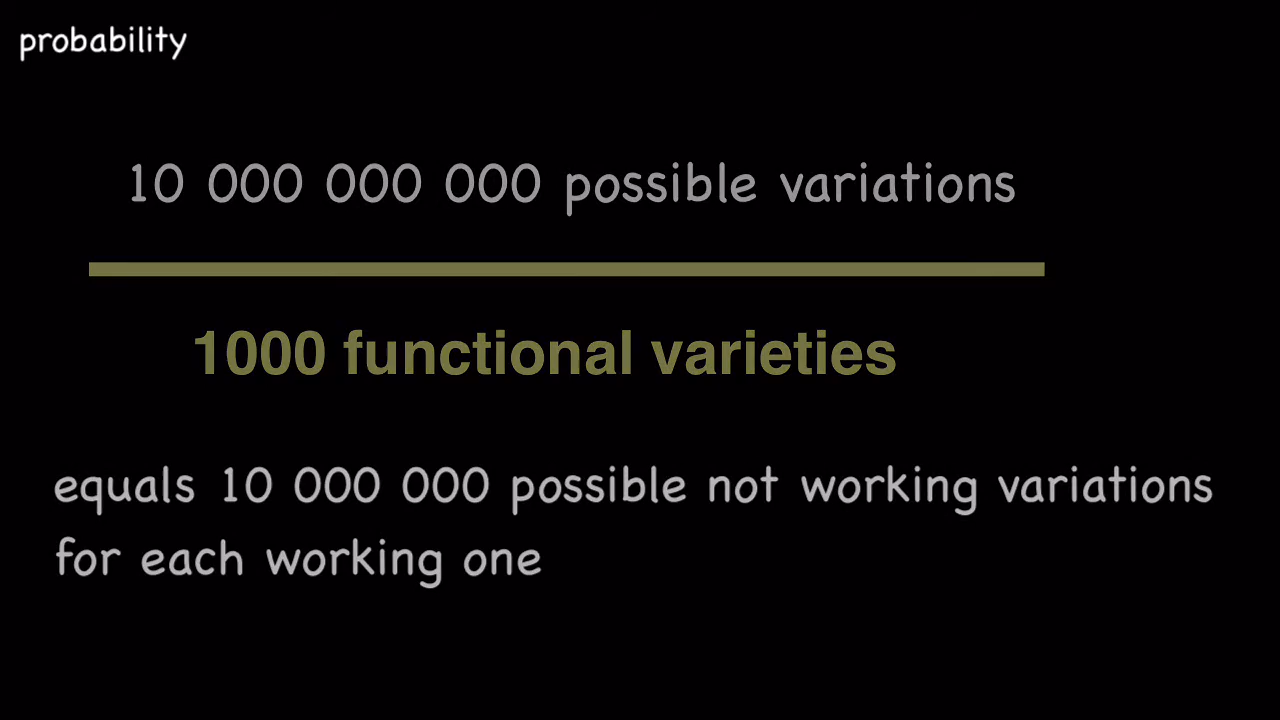 probability
10 000 000 000 possible variations
1000 functional varieties
equals 10 000 000 possible not working variations
for each working one